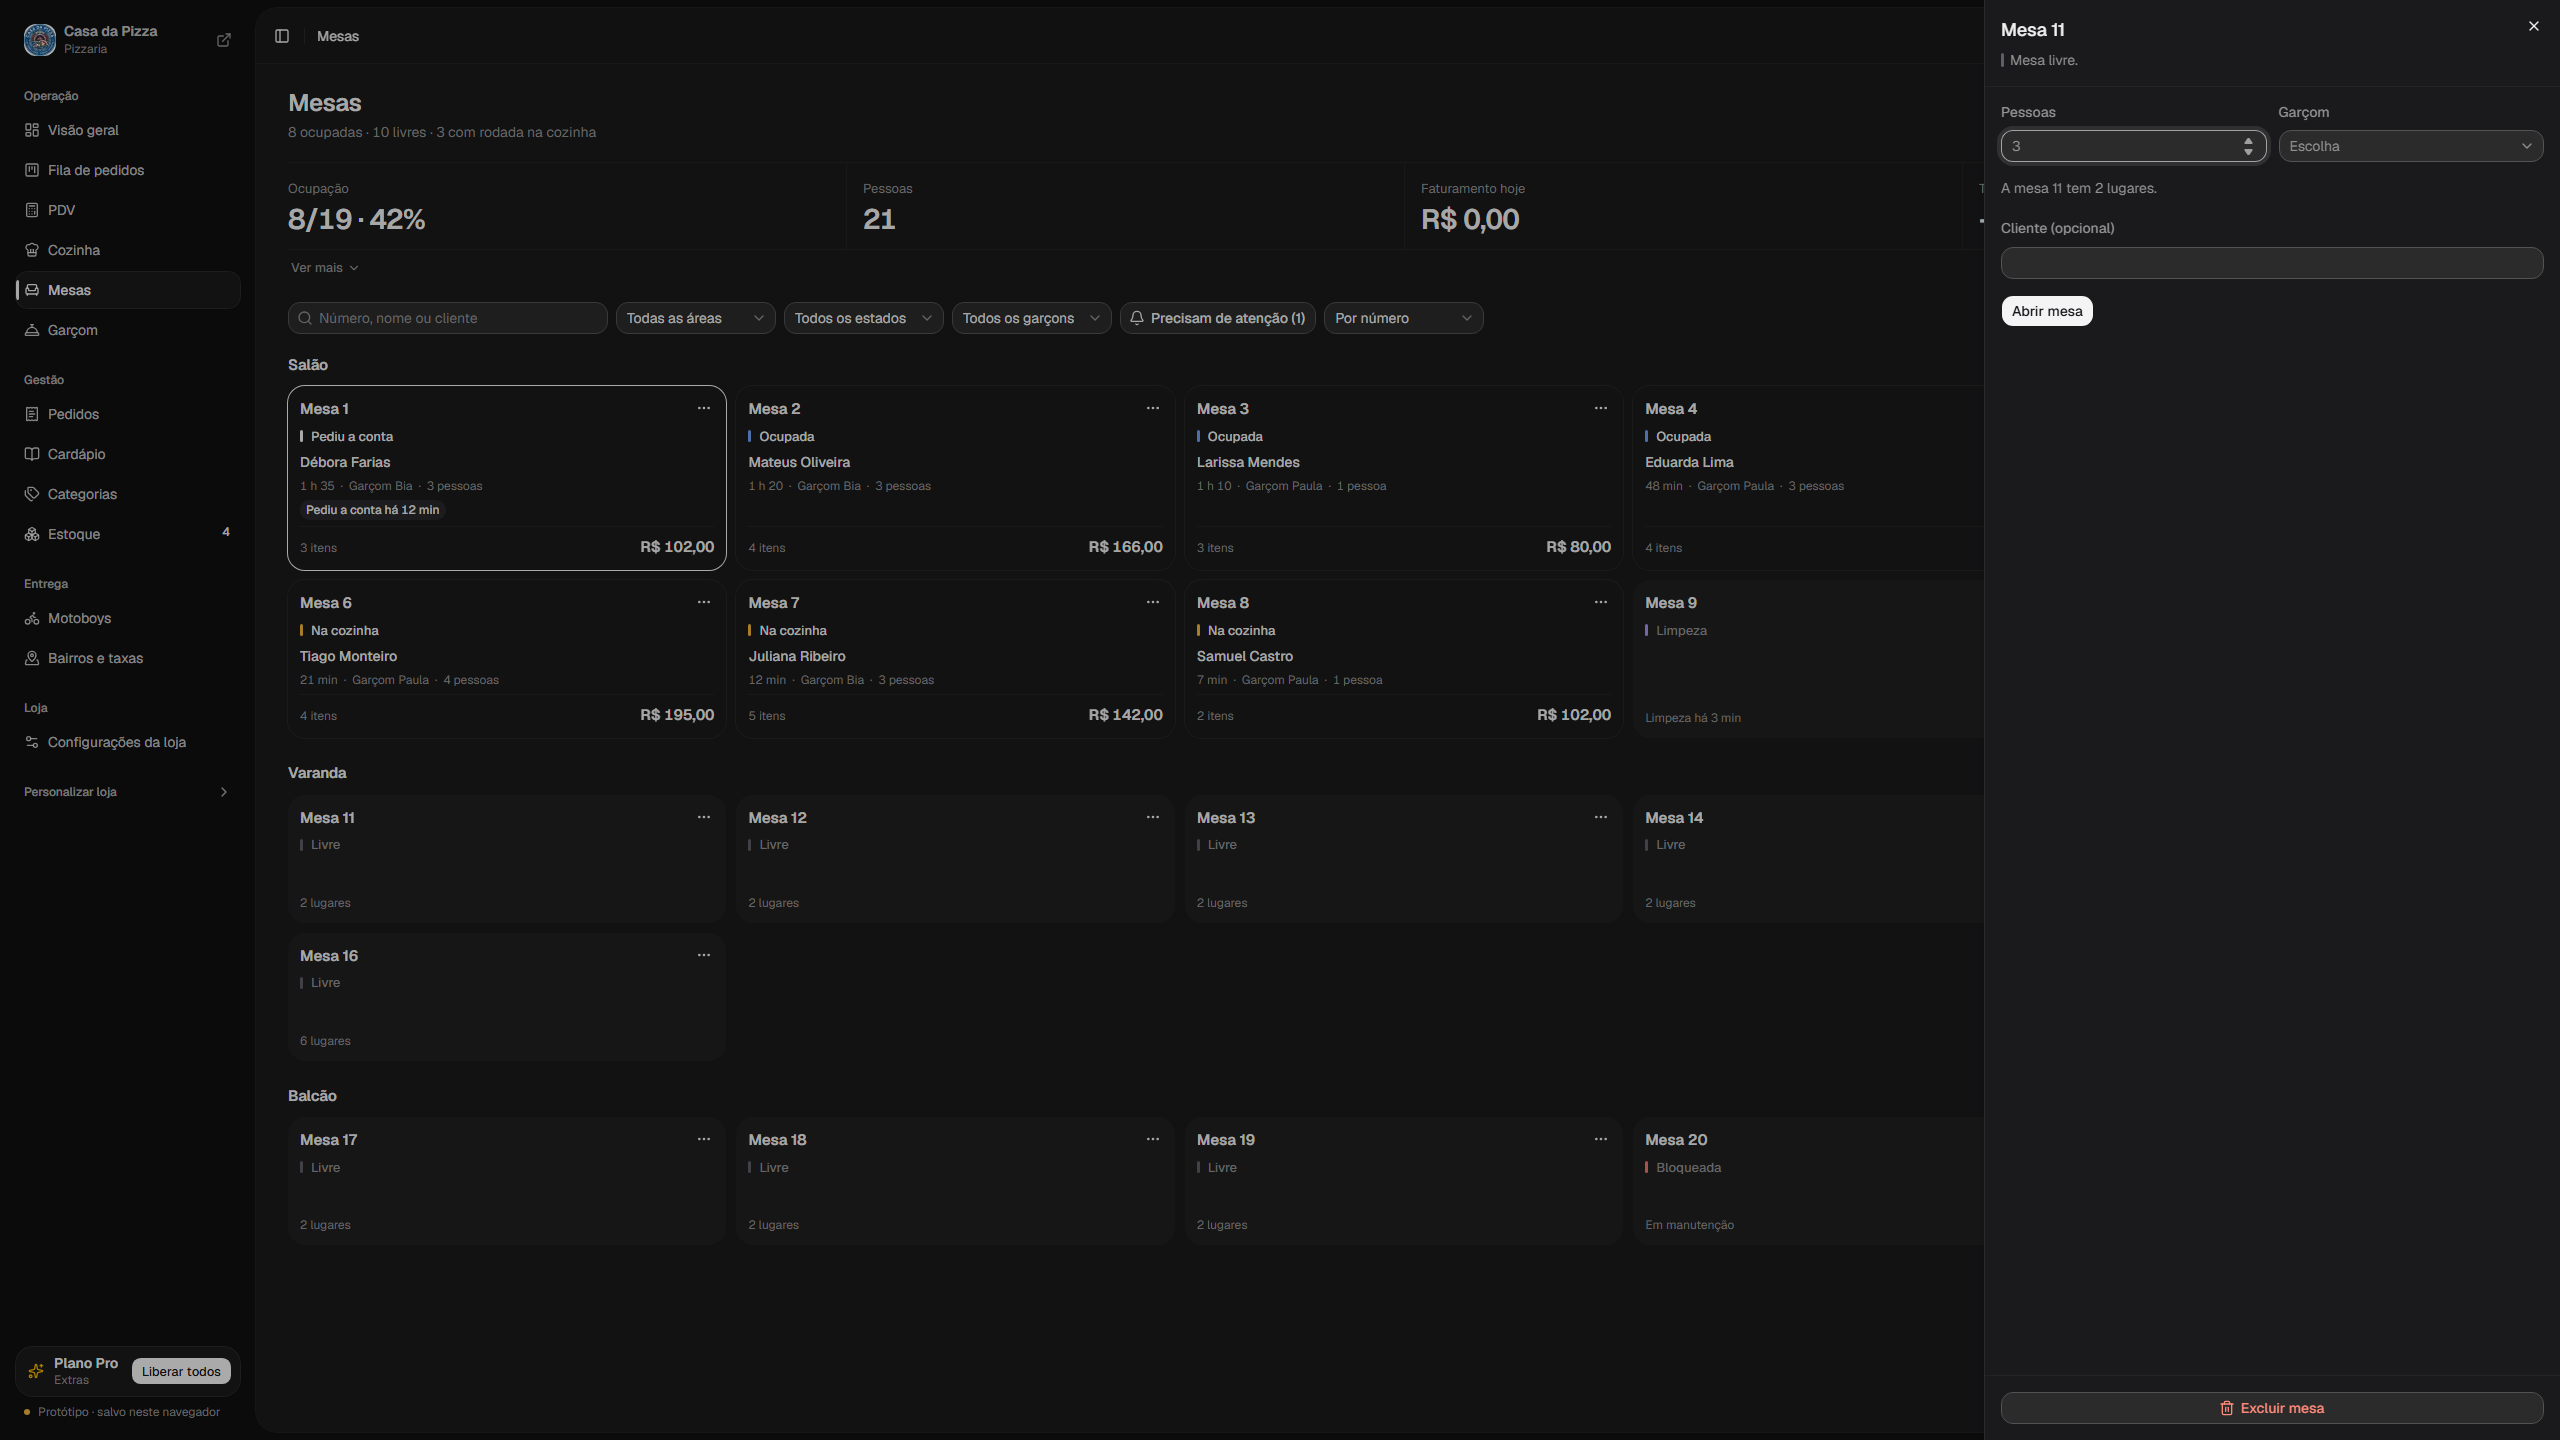 Casa da Pizza
Pizzaria
Operação
Visão geral
Fila de pedidos
PDV
Cozinha
Mesas
Garçom
Gestão
Pedidos
Cardápio
Categorias
Estoque 4
Entrega
Motoboys
Bairros e taxas
Loja
Configurações da loja
Personalizar loja
Plano Pro
Extras
Liberar todos
Protótipo · salvo neste navegador
Mesas
Mesas
8 ocupadas · 10 livres · 3 com rodada na cozinha
Ocupação
8/19 · 42%
Pessoas
21
Faturamento hoje
R$ 0,00
Ver mais
Número, nome ou cliente
Todas as áreas
Todos os estados
Todos os garçons
Precisam de atenção (1)
Por número
Salão
Mesa 1
Pediu a conta
Débora Farias
1 h 35 · Garçom Bia · 3 pessoas
Pediu a conta há 12 min
3 itens R$ 102,00
Mesa 2
Ocupada
Mateus Oliveira
1 h 20 · Garçom Bia · 3 pessoas
4 itens R$ 166,00
Mesa 3
Ocupada
Larissa Mendes
1 h 10 · Garçom Paula · 1 pessoa
3 itens R$ 80,00
Mesa 4
Ocupada
Eduarda Lima
48 min · Garçom Paula · 3 pessoas
4 itens
Mesa 6
Na cozinha
Tiago Monteiro
21 min · Garçom Paula · 4 pessoas
4 itens R$ 195,00
Mesa 7
Na cozinha
Juliana Ribeiro
12 min · Garçom Bia · 3 pessoas
5 itens R$ 142,00
Mesa 8
Na cozinha
Samuel Castro
7 min · Garçom Paula · 1 pessoa
2 itens R$ 102,00
Mesa 9
Limpeza
Limpeza há 3 min
Varanda
Mesa 11
Livre
2 lugares
Mesa 12
Livre
2 lugares
Mesa 13
Livre
2 lugares
Mesa 14
Livre
2 lugares
Mesa 16
Livre
6 lugares
Balcão
Mesa 17
Livre
2 lugares
Mesa 18
Livre
2 lugares
Mesa 19
Livre
2 lugares
Mesa 20
Bloqueada
Em manutenção
Mesa 11
Mesa livre.
Pessoas
3
Garçom
Escolha
A mesa 11 tem 2 lugares.
Cliente (opcional)
Abrir mesa
Excluir mesa